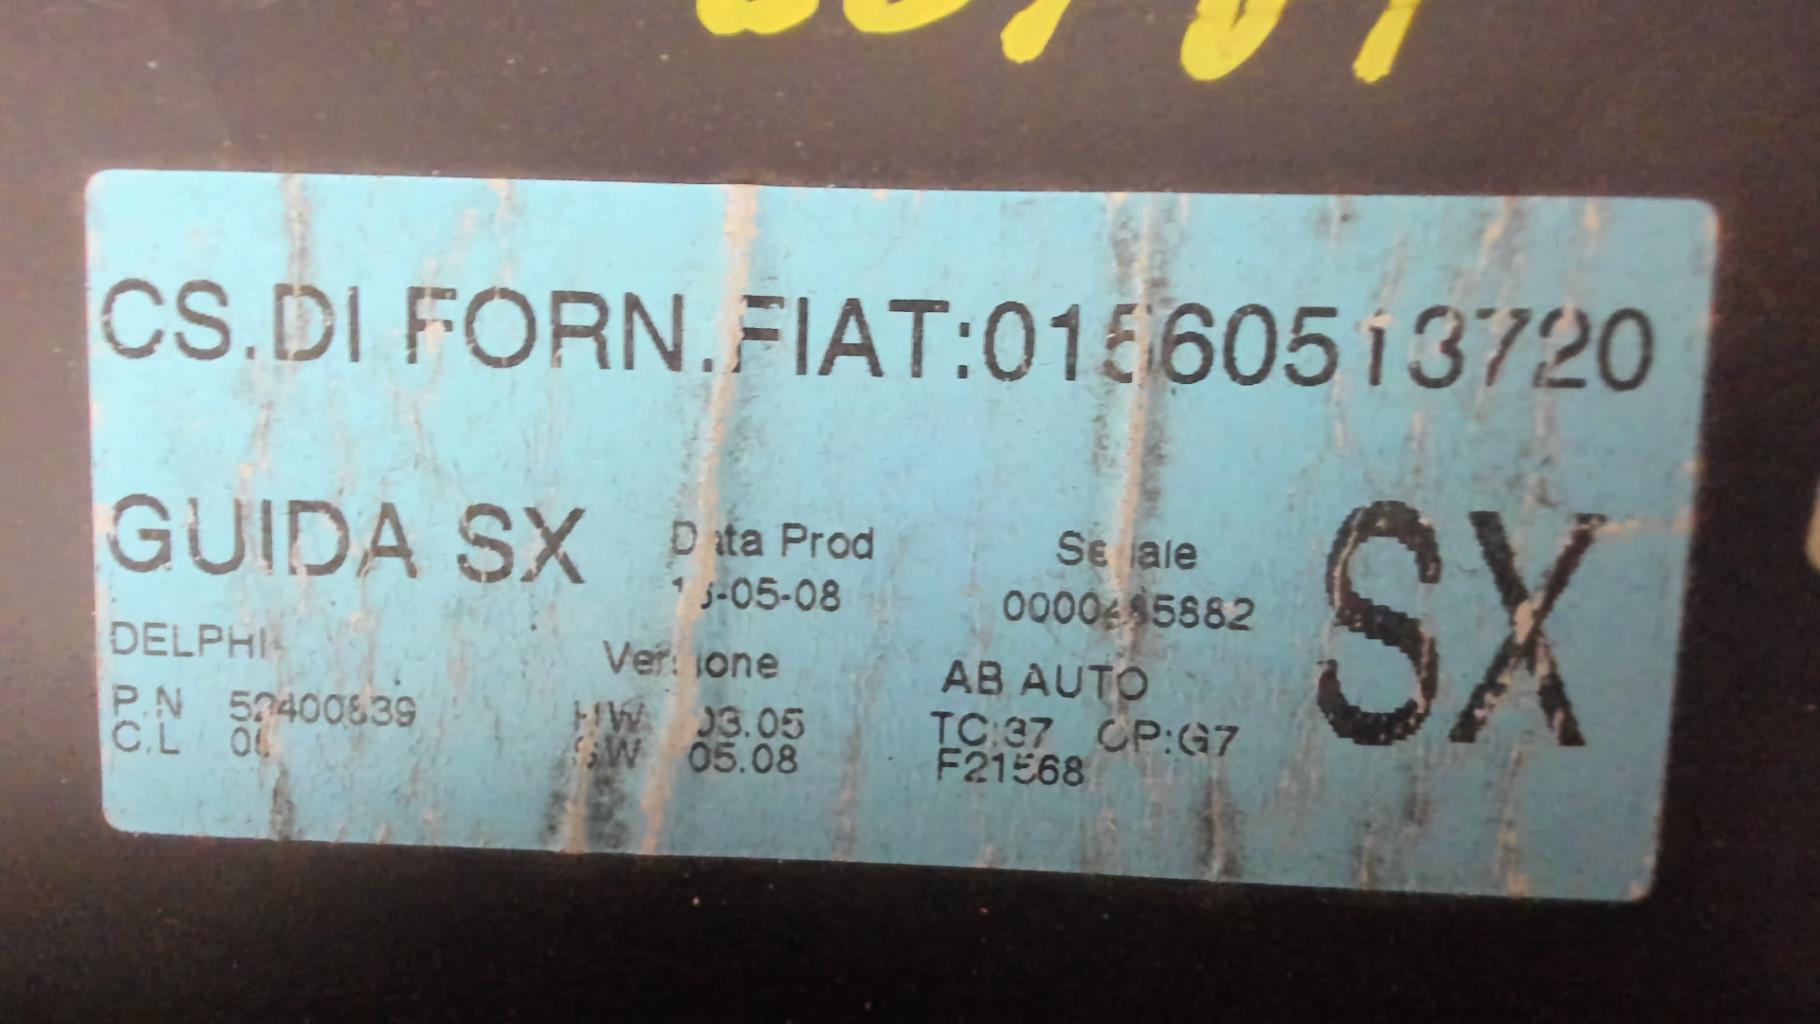 CS.DI FORN.FIAT:01560513720
GUIDA SX
Data Prod
Seriale
SX
DELPHI
Versione
AB AUTO
P.N
HW 03.05
TC:37 OP:G7
C.L
SW 05.08
F21568